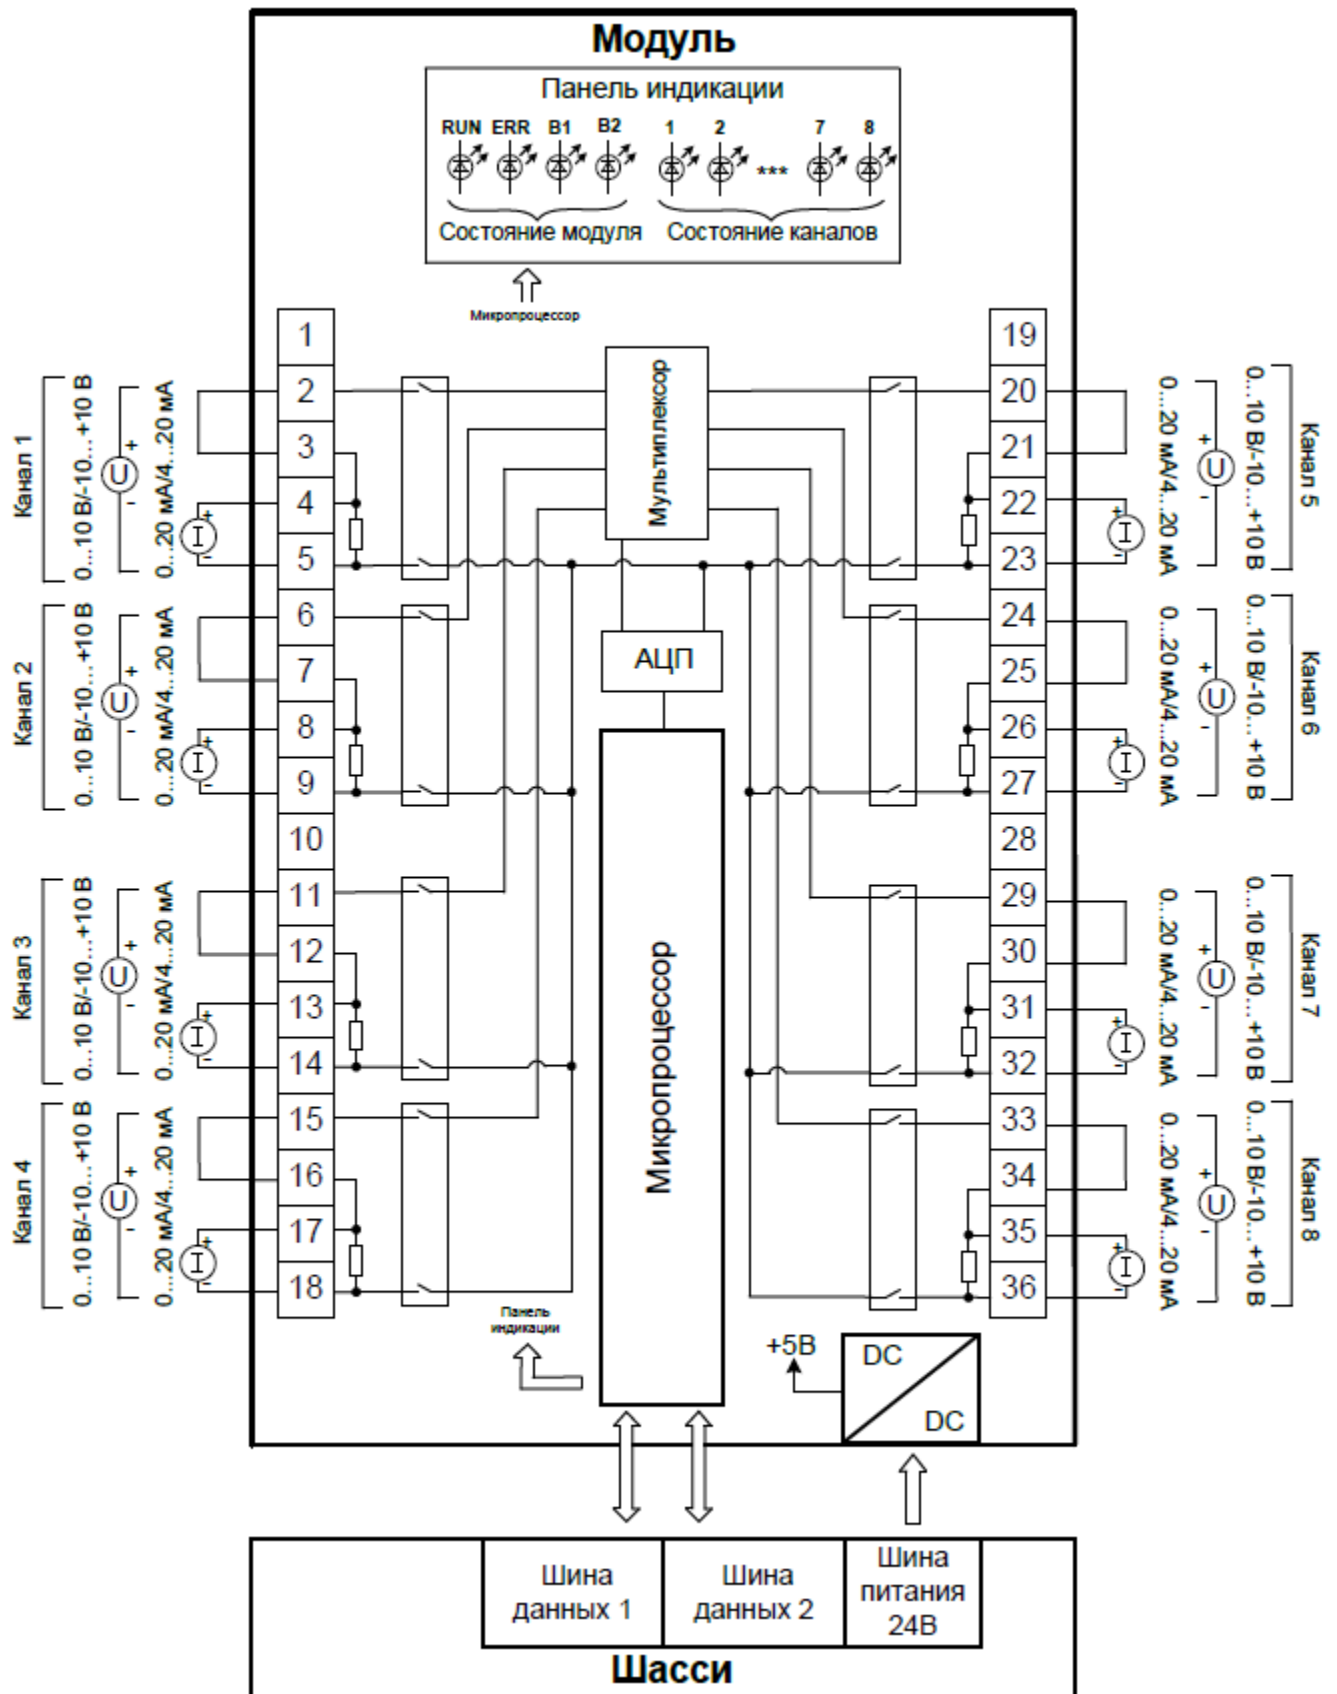 Модуль
Панель индикации
RUN ERR B1 B2 1 2 *** 7 8
Состояние модуля Состояние каналов
Микропроцессор
Мультиплексор
АЦП
Микропроцессор
1
2
3
4
5
6
7
8
9
10
11
12
13
14
15
16
17
18
19
20
21
22
23
24
25
26
27
28
29
30
31
32
33
34
35
36
Канал 1
0...10 В/-10...+10 В
+ U -
0...20 мА/4...20 мА
+ I -
Канал 2
0...10 В/-10...+10 В
+ U -
0...20 мА/4...20 мА
+ I -
Канал 3
0...10 В/-10...+10 В
+ U -
0...20 мА/4...20 мА
+ I -
Канал 4
0...10 В/-10...+10 В
+ U -
0...20 мА/4...20 мА
+ I -
Канал 5
0...10 В/-10...+10 В
+ U -
0...20 мА/4...20 мА
+ I -
Канал 6
0...10 В/-10...+10 В
+ U -
0...20 мА/4...20 мА
+ I -
Канал 7
0...10 В/-10...+10 В
+ U -
0...20 мА/4...20 мА
+ I -
Канал 8
0...10 В/-10...+10 В
+ U -
0...20 мА/4...20 мА
+ I -
Панель
индикации
+5В
DC
DC
Шина
данных 1
Шина
данных 2
Шина
питания
24В
Шасси